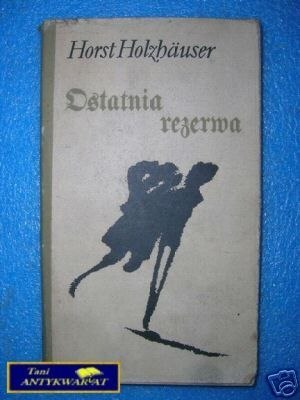 Horst Holzhäuser
Ostatnia
rezerwa
Tani
ANTYKWARIAT